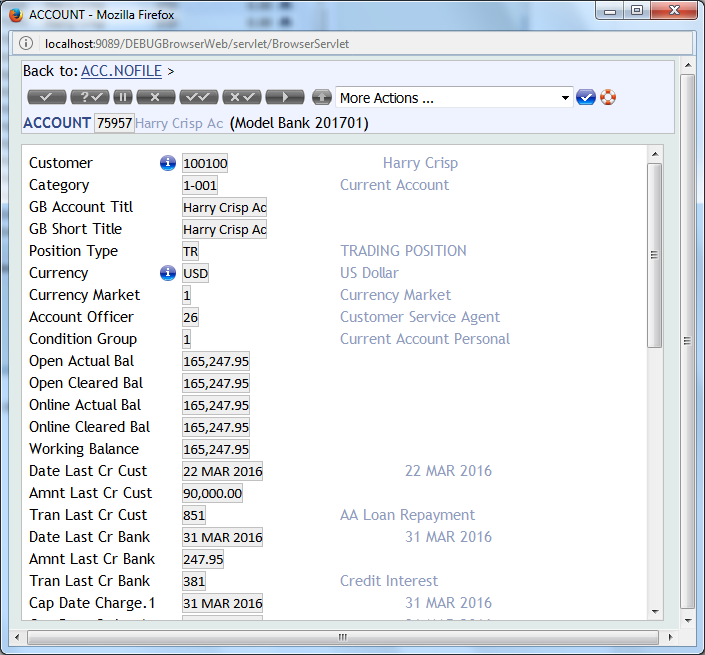 ACCOUNT - Mozilla Firefox
localhost:9089/DEBUGBrowserWeb/servlet/BrowserServlet
Back to: ACC.NOFILE >
More Actions ...
ACCOUNT 75957 Harry Crisp Ac (Model Bank 201701)
Customer 100100 Harry Crisp
Category 1-001 Current Account
GB Account Titl Harry Crisp Ac
GB Short Title Harry Crisp Ac
Position Type TR TRADING POSITION
Currency USD US Dollar
Currency Market 1 Currency Market
Account Officer 26 Customer Service Agent
Condition Group 1 Current Account Personal
Open Actual Bal 165,247.95
Open Cleared Bal 165,247.95
Online Actual Bal 165,247.95
Online Cleared Bal 165,247.95
Working Balance 165,247.95
Date Last Cr Cust 22 MAR 2016 22 MAR 2016
Amnt Last Cr Cust 90,000.00
Tran Last Cr Cust 851 AA Loan Repayment
Date Last Cr Bank 31 MAR 2016 31 MAR 2016
Amnt Last Cr Bank 247.95
Tran Last Cr Bank 381 Credit Interest
Cap Date Charge.1 31 MAR 2016 31 MAR 2016